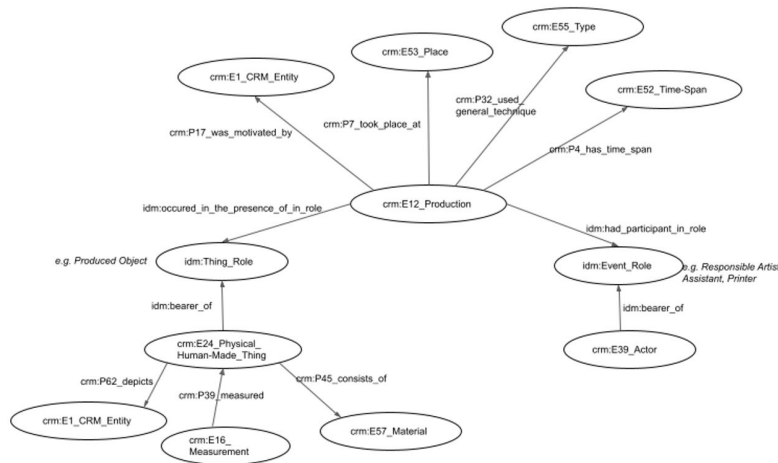 crm:E55_Type
crm:E53_Place
crm:E1_CRM_Entity
crm:E52_Time-Span
crm:P32_used_
general_technique
crm:P7_took_place_at
crm:P17_was_motivated_by
crm:P4_has_time_span
crm:E12_Production
idm:occured_in_the_presence_of_in_role
idm:had_participant_in_role
e.g. Produced Object
idm:Thing_Role
idm:Event_Role
e.g. Responsible Artist
Assistant, Printer
idm:bearer_of
idm:bearer_of
crm:E24_Physical_
Human-Made_Thing
crm:E39_Actor
crm:P62_depicts
crm:P45_consists_of
crm:P39_measured
crm:E1_CRM_Entity
crm:E57_Material
crm:E16_
Measurement